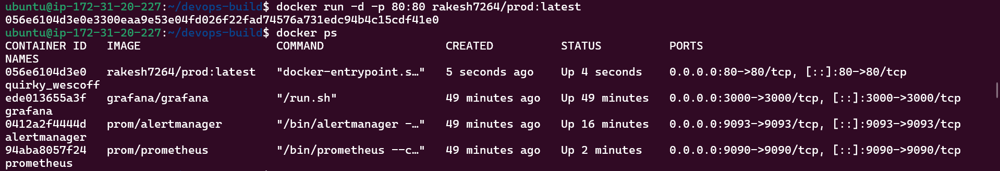 ubuntu@ip-172-31-20-227:~/devops-build$ docker run -d -p 80:80 rakesh7264/prod:latest
056e6104d3e0e3300eaa9e53e04fd026f22fad74576a731edc94b4c15cdf41e0
ubuntu@ip-172-31-20-227:~/devops-build$ docker ps
CONTAINER ID   IMAGE                    COMMAND                  CREATED          STATUS          PORTS
NAMES
056e6104d3e0   rakesh7264/prod:latest   "docker-entrypoint.s…"   5 seconds ago    Up 4 seconds    0.0.0.0:80->80/tcp, [::]:80->80/tcp
quirky_wescoff
ede013655a3f   grafana/grafana          "/run.sh"                49 minutes ago   Up 49 minutes   0.0.0.0:3000->3000/tcp, [::]:3000->3000/tcp
grafana
0412a2f4444d   prom/alertmanager        "/bin/alertmanager -…"   49 minutes ago   Up 16 minutes   0.0.0.0:9093->9093/tcp, [::]:9093->9093/tcp
alertmanager
94aba8057f24   prom/prometheus          "/bin/prometheus --c…"   49 minutes ago   Up 2 minutes    0.0.0.0:9090->9090/tcp, [::]:9090->9090/tcp
prometheus